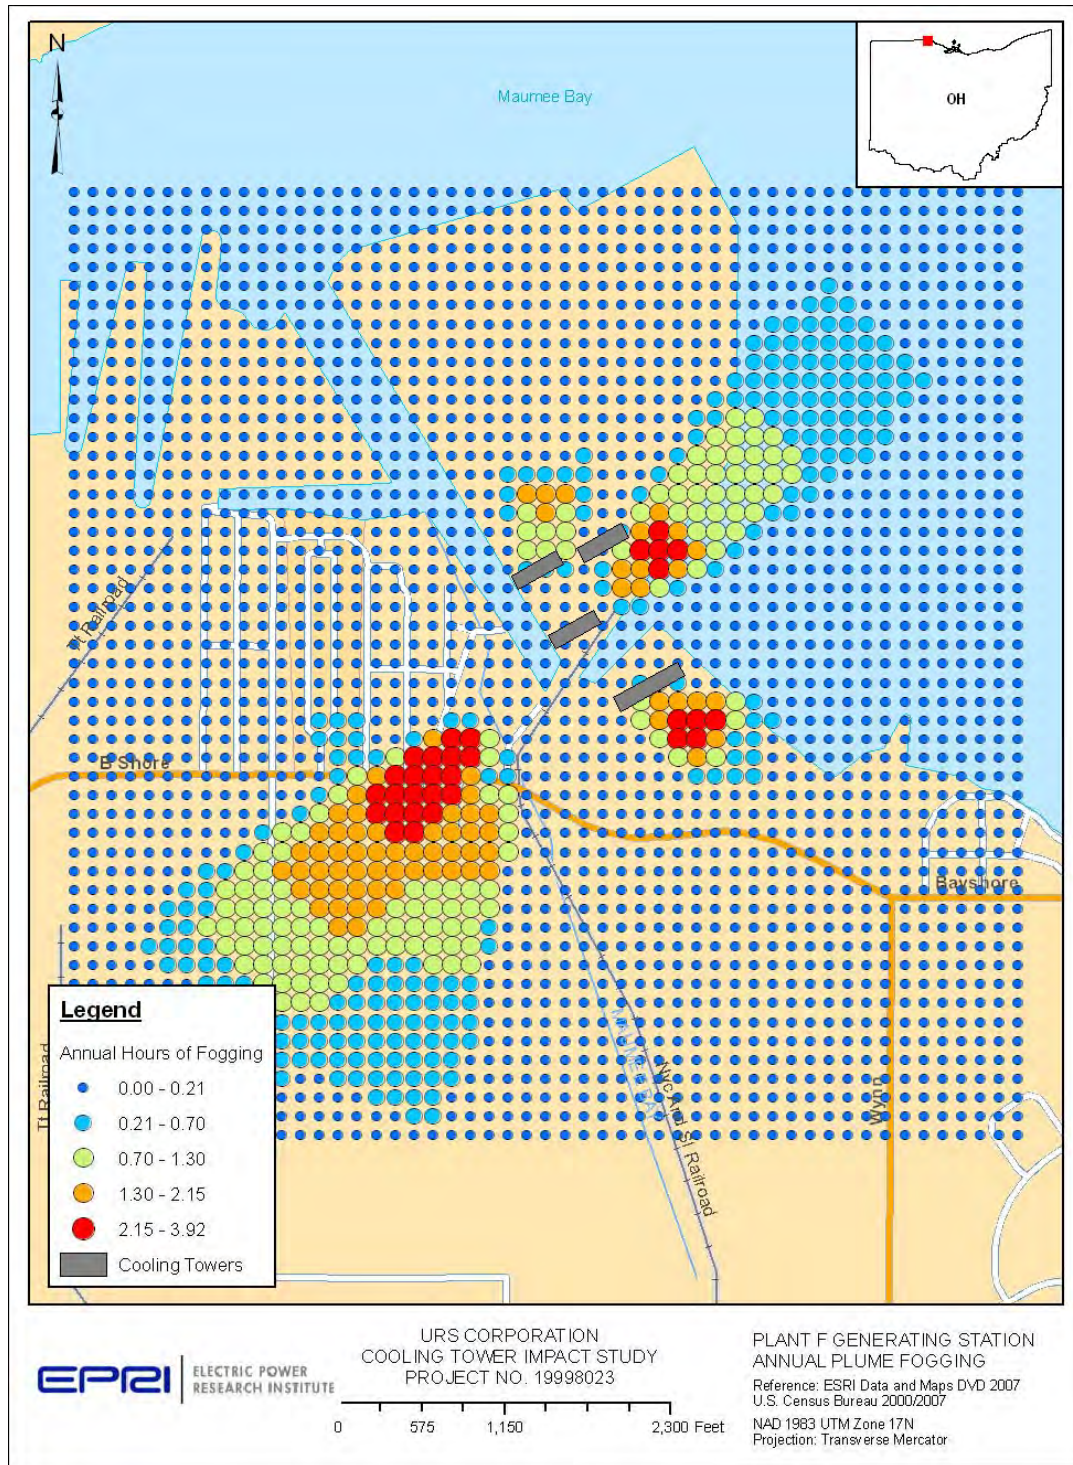 N
Maumee Bay
OH
Tt Railroad
B Shore
Bayshore
Legend
Annual Hours of Fogging
0.00 - 0.21
0.21 - 0.70
0.70 - 1.30
1.30 - 2.15
2.15 - 3.92
Cooling Towers
Tt Railroad
MAUMEE BAY
Nyc And Sl Railroad
Wynn
EPRI
ELECTRIC POWER
RESEARCH INSTITUTE
URS CORPORATION
COOLING TOWER IMPACT STUDY
PROJECT NO. 19998023
0 575 1,150 2,300 Feet
PLANT F GENERATING STATION
ANNUAL PLUME FOGGING
Reference: ESRI Data and Maps DVD 2007
U.S. Census Bureau 2000/2007
NAD 1983 UTM Zone 17N
Projection: Transverse Mercator